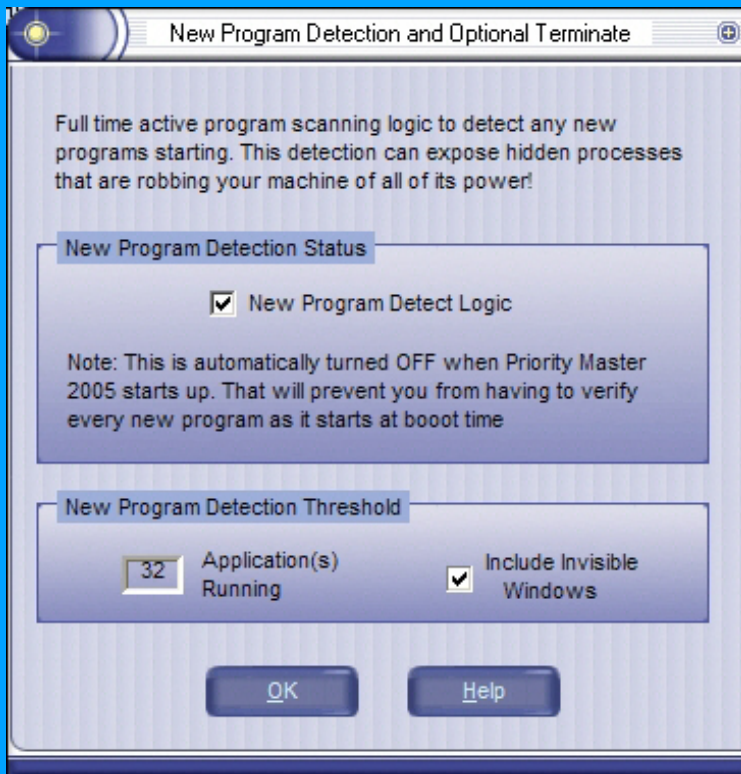 New Program Detection and Optional Terminate
Full time active program scanning logic to detect any new
programs starting. This detection can expose hidden processes
that are robbing your machine of all of its power!
New Program Detection Status
New Program Detect Logic
Note: This is automatically turned OFF when Priority Master
2005 starts up. That will prevent you from having to verify
every new program as it starts at booot time
New Program Detection Threshold
32
Application(s)
Running
Include Invisible
Windows
OK
Help